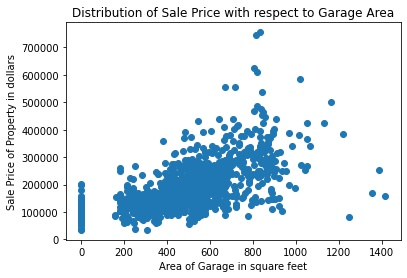 Distribution of Sale Price with respect to Garage Area
Sale Price of Property in dollars
700000
600000
500000
400000
300000
200000
100000
0
0 200 400 600 800 1000 1200 1400
Area of Garage in square feet